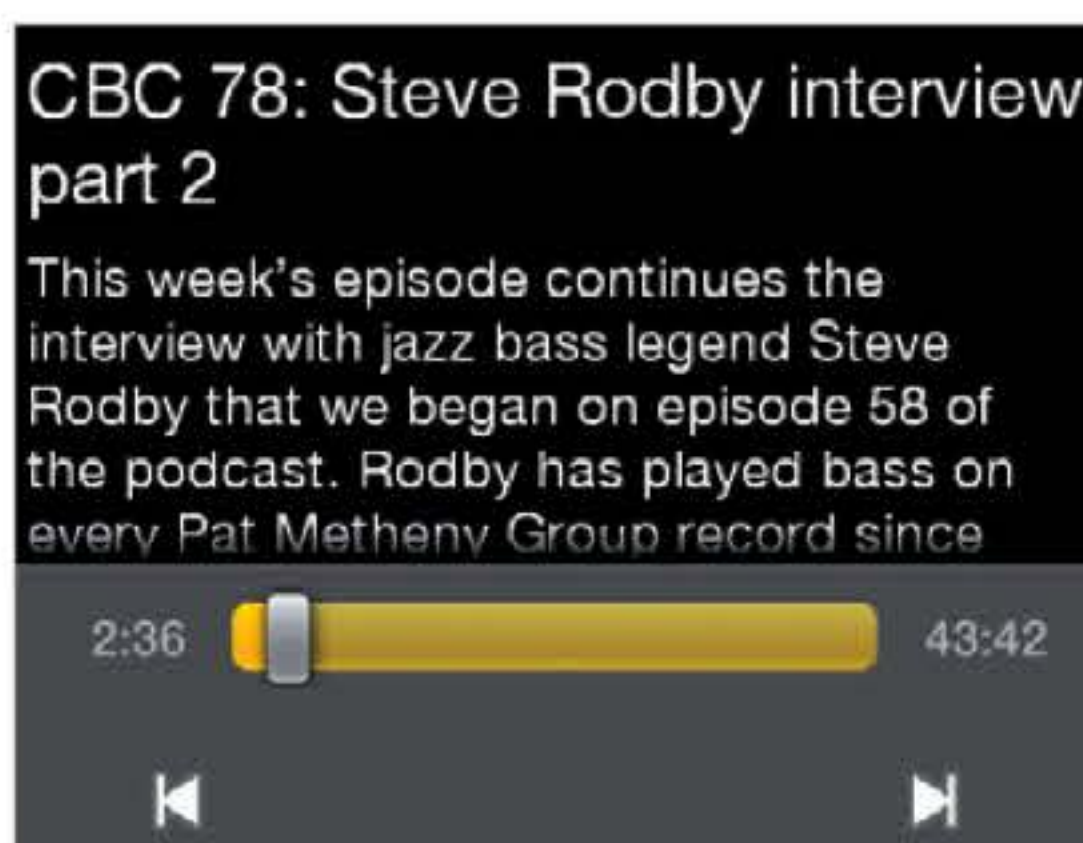 CBC 78: Steve Rodby interview
part 2
This week's episode continues the
interview with jazz bass legend Steve
Rodby that we began on episode 58 of
the podcast. Rodby has played bass on
every Pat Metheny Group record since
2:36 43:42